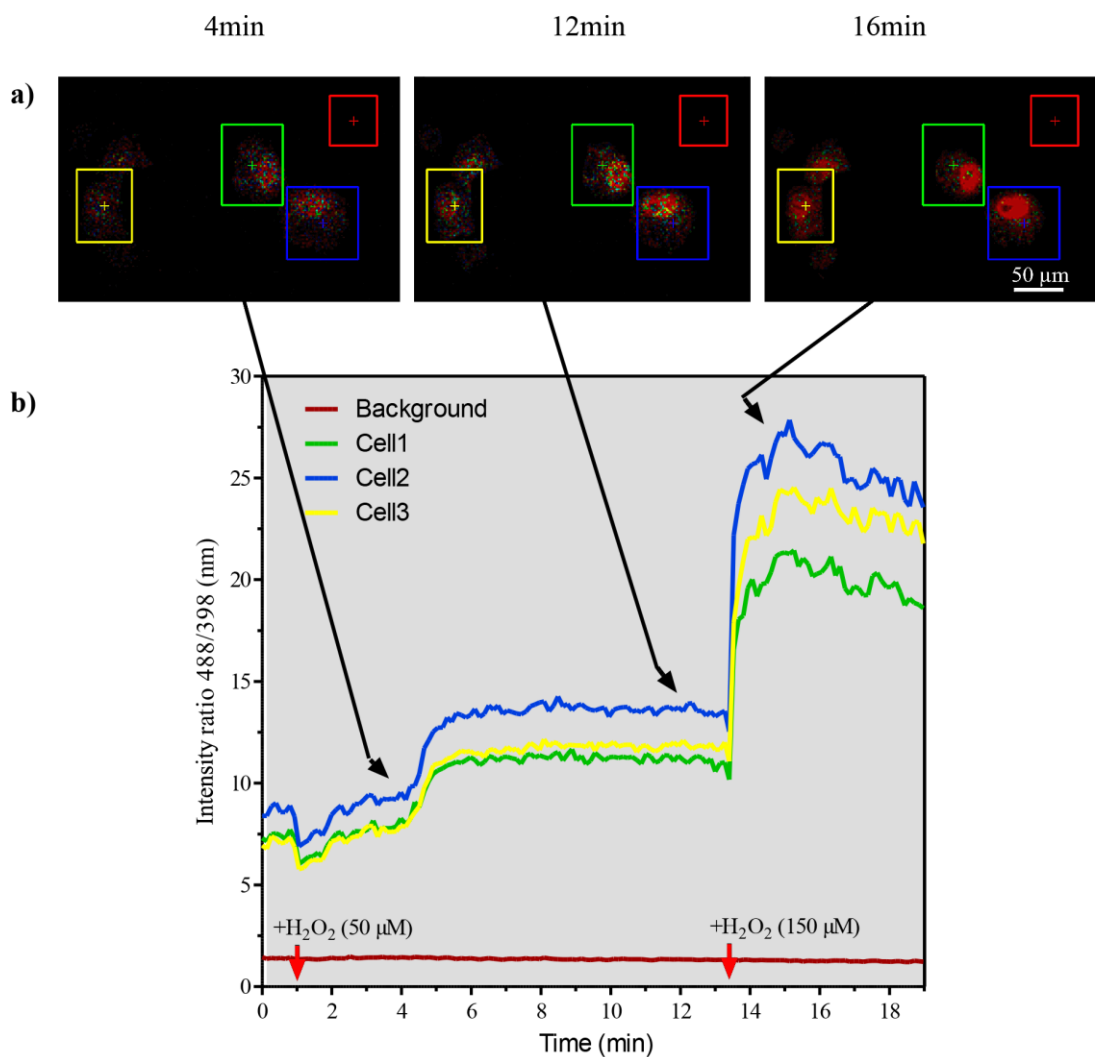 4min 12min 16min
a)
50 µm
b)
30
Background
Cell1
25
Cell2
Cell3
20
15
10
5
0
Intensity ratio 488/398 (nm)
+H₂O₂ (50 µM) +H₂O₂ (150 µM)
0 2 4 6 8 10 12 14 16 18
Time (min)